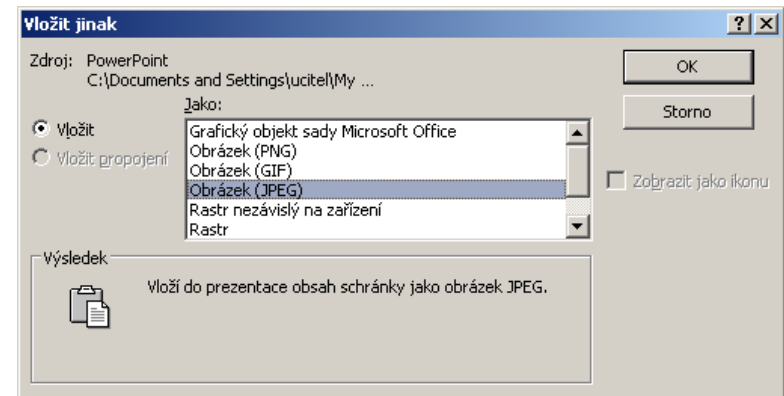 Vložit jinak
Zdroj: PowerPoint
C:\Documents and Settings\ucitel\My ...
OK
Storno
Jako:
Vložit
Vložit propojení
Grafický objekt sady Microsoft Office
Obrázek (PNG)
Obrázek (GIF)
Obrázek (JPEG)
Rastr nezávislý na zařízení
Rastr
Zobrazit jako ikonu
Výsledek
Vloží do prezentace obsah schránky jako obrázek JPEG.